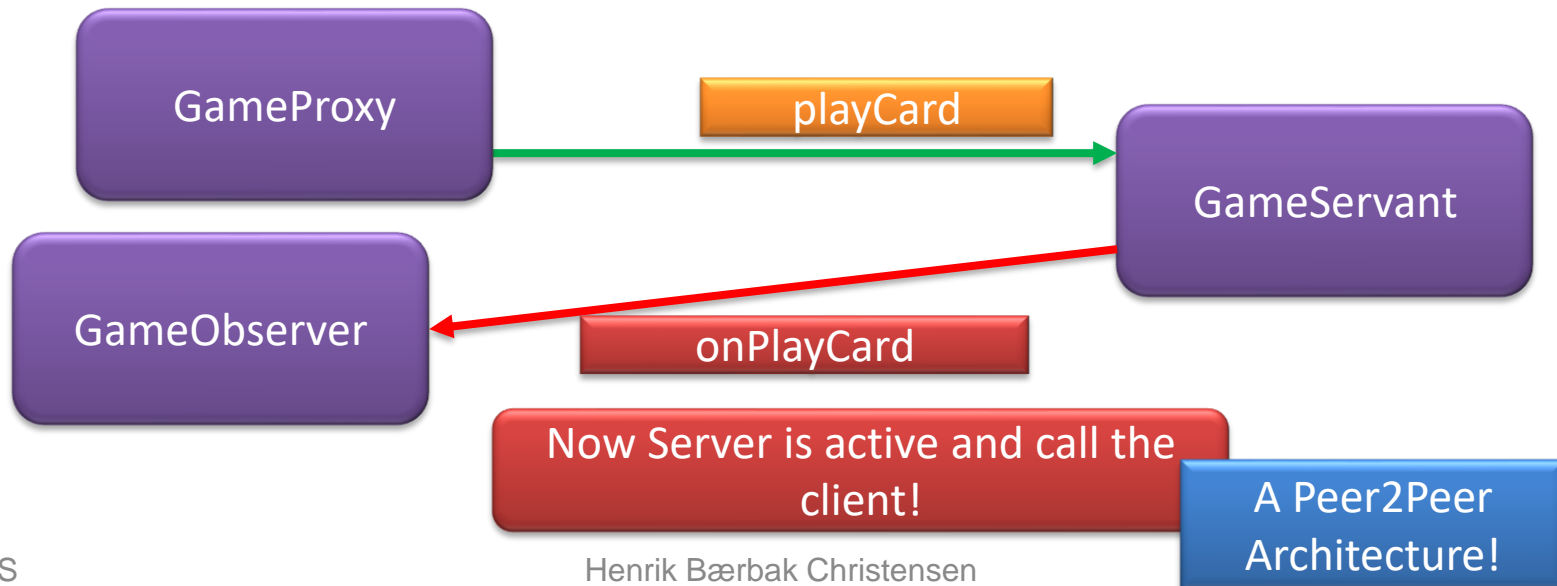 GameProxy
playCard
GameServant
GameObserver
onPlayCard
Now Server is active and call the
client!
A Peer2Peer
Architecture!
S
Henrik Bærbak Christensen